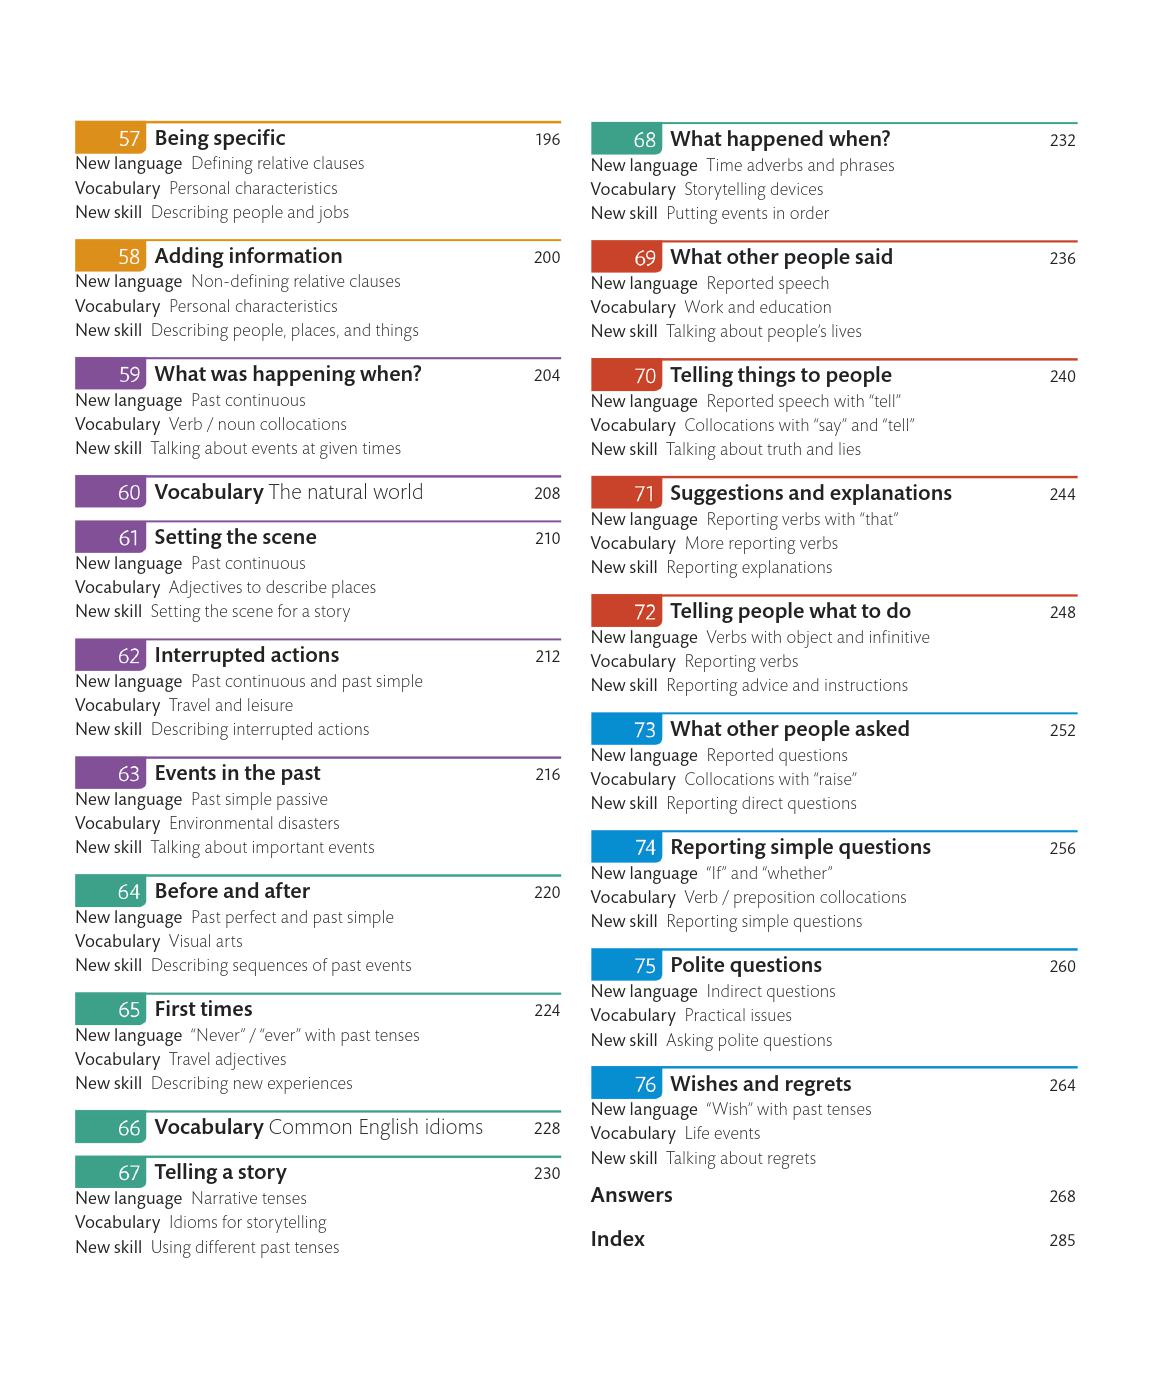 57 Being specific 196
New language Defining relative clauses
Vocabulary Personal characteristics
New skill Describing people and jobs
58 Adding information 200
New language Non-defining relative clauses
Vocabulary Personal characteristics
New skill Describing people, places, and things
59 What was happening when? 204
New language Past continuous
Vocabulary Verb / noun collocations
New skill Talking about events at given times
60 Vocabulary The natural world 208
61 Setting the scene 210
New language Past continuous
Vocabulary Adjectives to describe places
New skill Setting the scene for a story
62 Interrupted actions 212
New language Past continuous and past simple
Vocabulary Travel and leisure
New skill Describing interrupted actions
63 Events in the past 216
New language Past simple passive
Vocabulary Environmental disasters
New skill Talking about important events
64 Before and after 220
New language Past perfect and past simple
Vocabulary Visual arts
New skill Describing sequences of past events
65 First times 224
New language “Never” / “ever” with past tenses
Vocabulary Travel adjectives
New skill Describing new experiences
66 Vocabulary Common English idioms 228
67 Telling a story 230
New language Narrative tenses
Vocabulary Idioms for storytelling
New skill Using different past tenses
68 What happened when? 232
New language Time adverbs and phrases
Vocabulary Storytelling devices
New skill Putting events in order
69 What other people said 236
New language Reported speech
Vocabulary Work and education
New skill Talking about people’s lives
70 Telling things to people 240
New language Reported speech with “tell”
Vocabulary Collocations with “say” and “tell”
New skill Talking about truth and lies
71 Suggestions and explanations 244
New language Reporting verbs with “that”
Vocabulary More reporting verbs
New skill Reporting explanations
72 Telling people what to do 248
New language Verbs with object and infinitive
Vocabulary Reporting verbs
New skill Reporting advice and instructions
73 What other people asked 252
New language Reported questions
Vocabulary Collocations with “raise”
New skill Reporting direct questions
74 Reporting simple questions 256
New language “If” and “whether”
Vocabulary Verb / preposition collocations
New skill Reporting simple questions
75 Polite questions 260
New language Indirect questions
Vocabulary Practical issues
New skill Asking polite questions
76 Wishes and regrets 264
New language “Wish” with past tenses
Vocabulary Life events
New skill Talking about regrets
Answers 268
Index 285